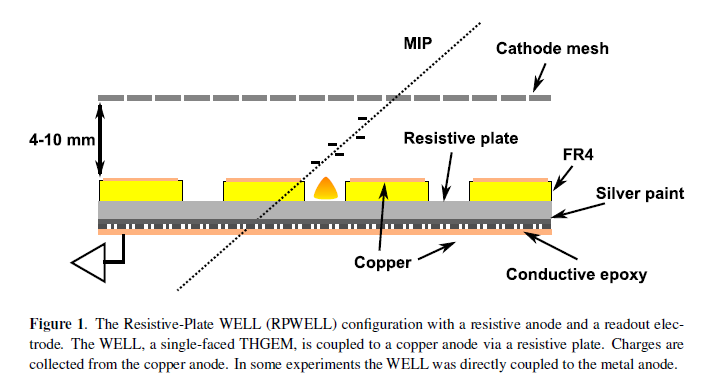 MIP
Cathode mesh
4-10 mm
Resistive plate
FR4
Silver paint
Copper
Conductive epoxy
Figure 1. The Resistive-Plate WELL (RPWELL) configuration with a resistive anode and a readout elec-
trode. The WELL, a single-faced THGEM, is coupled to a copper anode via a resistive plate. Charges are
collected from the copper anode. In some experiments the WELL was directly coupled to the metal anode.